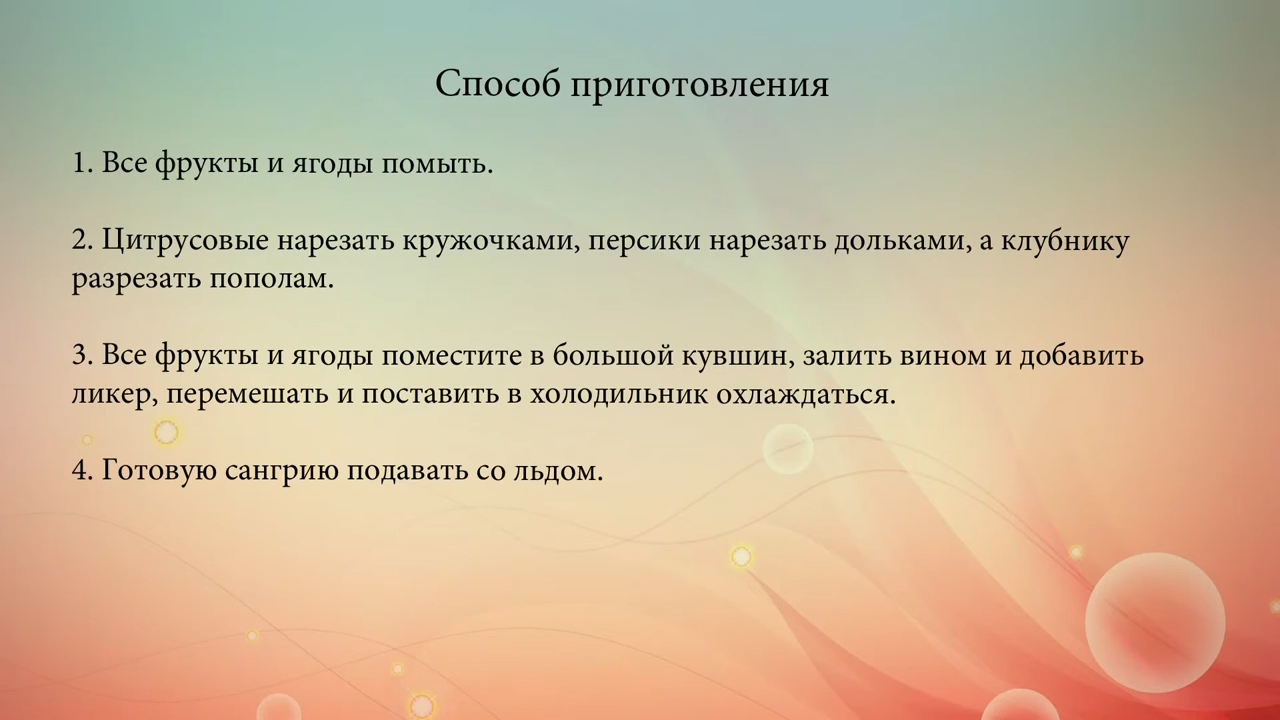 Способ приготовления
1. Все фрукты и ягоды помыть.
2. Цитрусовые нарезать кружочками, персики нарезать дольками, а клубнику
разрезать пополам.
3. Все фрукты и ягоды поместите в большой кувшин, залить вином и добавить
ликер, перемешать и поставить в холодильник охлаждаться.
4. Готовую сангрию подавать со льдом.